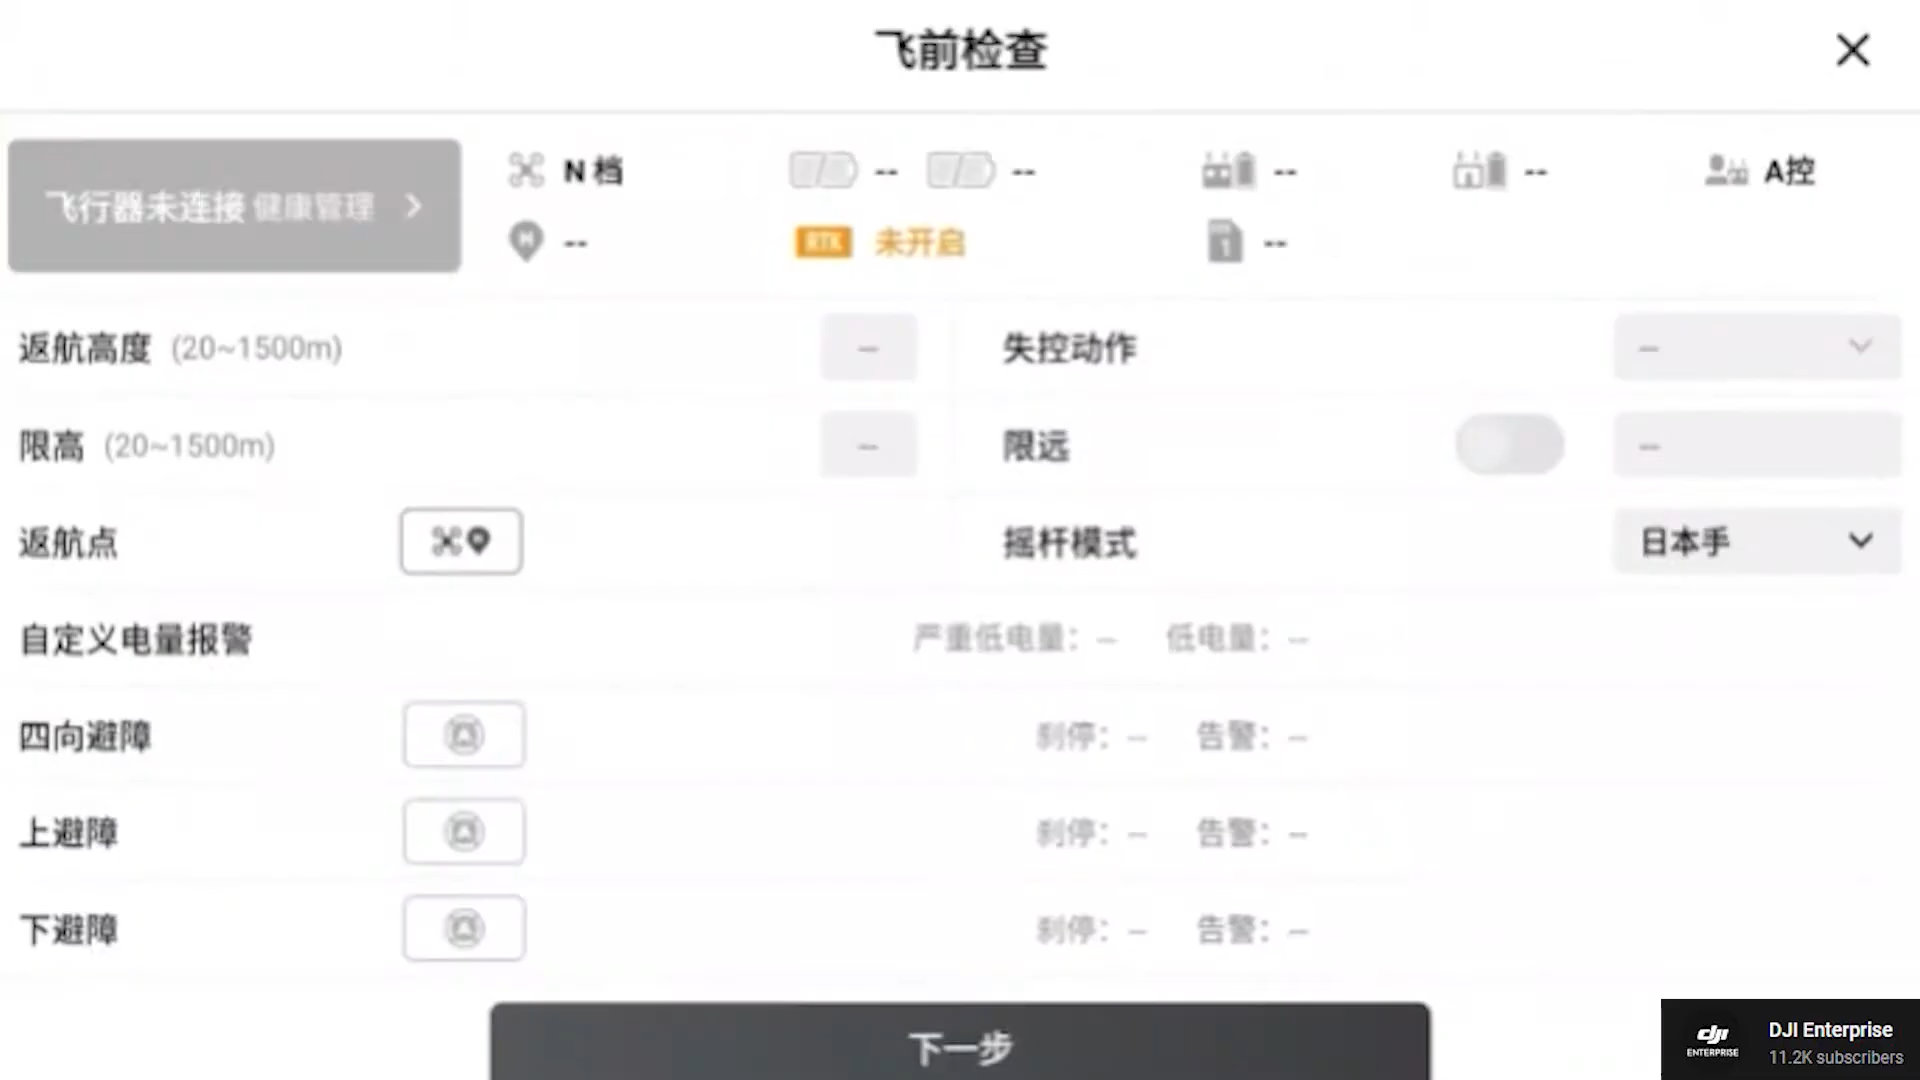 飞前检查
飞行器未连接 健康管理
N 档 -- -- -- -- A控
-- RTK 未开启 1 --
返航高度 (20~1500m) – 失控动作 –
限高 (20~1500m) – 限远 –
返航点 摇杆模式 日本手
自定义电量报警 严重低电量: – 低电量: –
四向避障 刹停: – 告警: –
上避障 刹停: – 告警: –
下避障 刹停: – 告警: –
下一步
dji ENTERPRISE
DJI Enterprise
11.2K subscribers